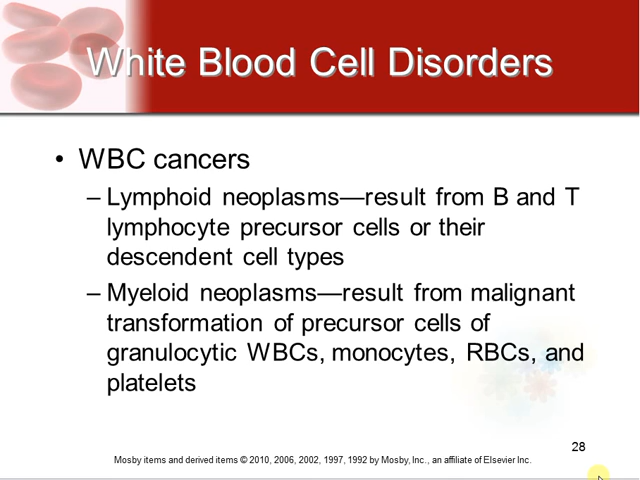 White Blood Cell Disorders
• WBC cancers
– Lymphoid neoplasms—result from B and T
lymphocyte precursor cells or their
descendent cell types
– Myeloid neoplasms—result from malignant
transformation of precursor cells of
granulocytic WBCs, monocytes, RBCs, and
platelets
28
Mosby items and derived items © 2010, 2006, 2002, 1997, 1992 by Mosby, Inc., an affiliate of Elsevier Inc.